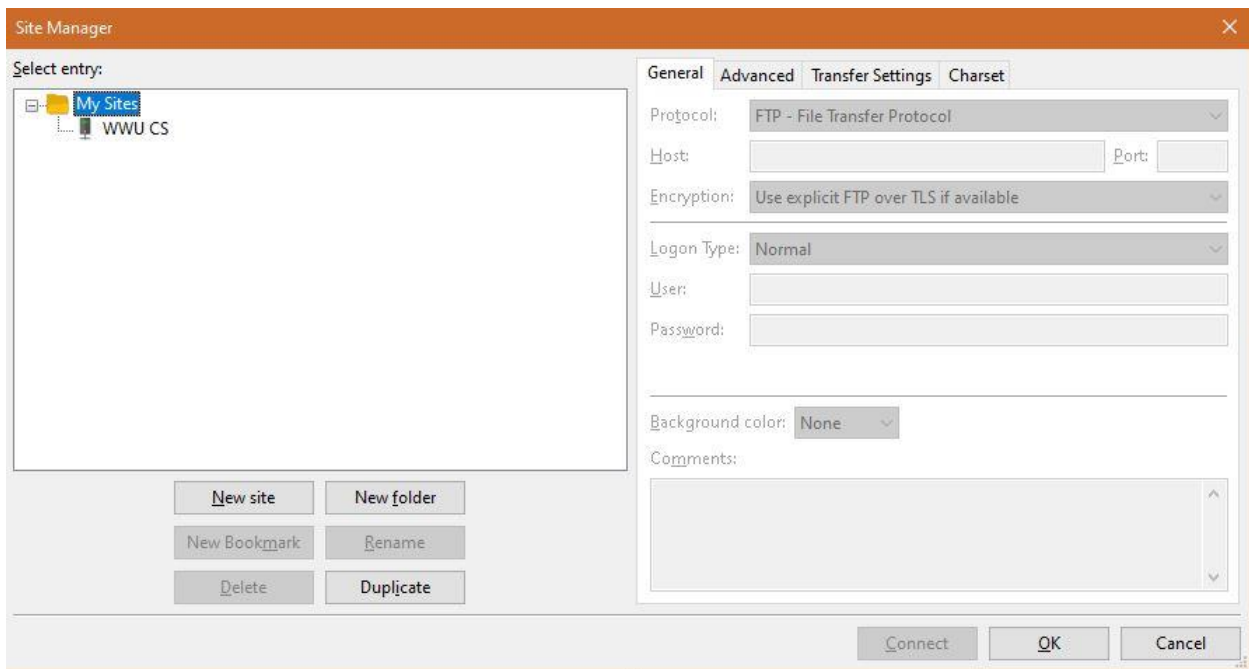 Site Manager
Select entry:
My Sites
WWU CS
New site
New folder
New Bookmark
Rename
Delete
Duplicate
General
Advanced
Transfer Settings
Charset
Protocol:
FTP - File Transfer Protocol
Host:
Port:
Encryption:
Use explicit FTP over TLS if available
Logon Type:
Normal
User:
Password:
Background color:
None
Comments:
Connect
OK
Cancel